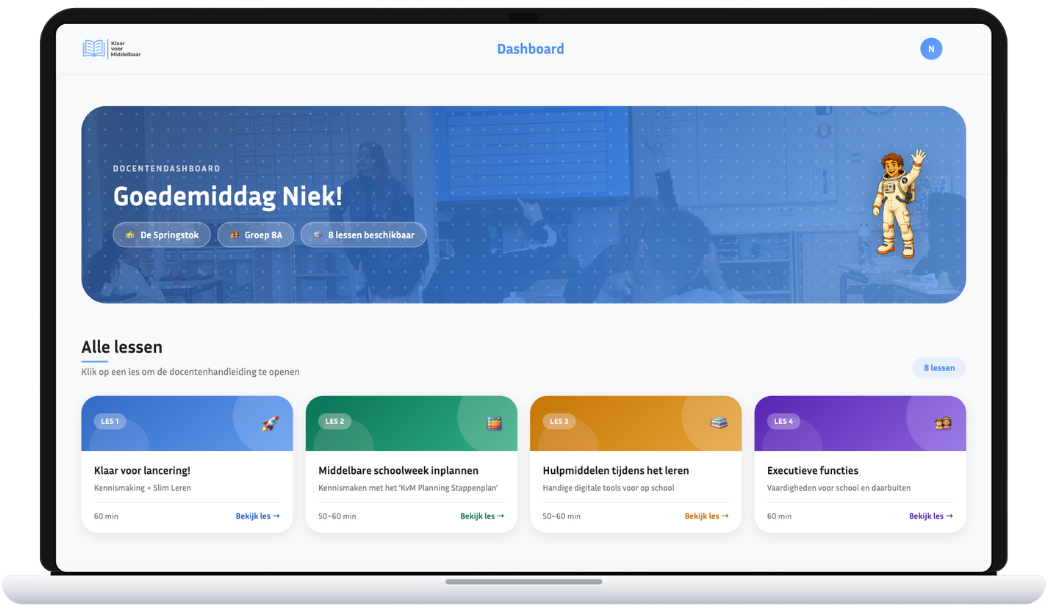 Klaar
voor
Middelbaar
Dashboard
N
DOCENTENDASHBOARD
Goedemiddag Niek!
De Springstok
Groep 8A
8 lessen beschikbaar
Alle lessen
Klik op een les om de docentenhandleiding te openen
8 lessen
LES 1
Klaar voor lancering!
Kennismaking + Slim Leren
60 min
Bekijk les →
LES 2
Middelbare schoolweek inplannen
Kennismaken met het 'KvM Planning Stappenplan'
50–60 min
Bekijk les →
LES 3
Hulpmiddelen tijdens het leren
Handige digitale tools voor op school
50–60 min
Bekijk les →
LES 4
Executieve functies
Vaardigheden voor school en daarbuiten
60 min
Bekijk les →